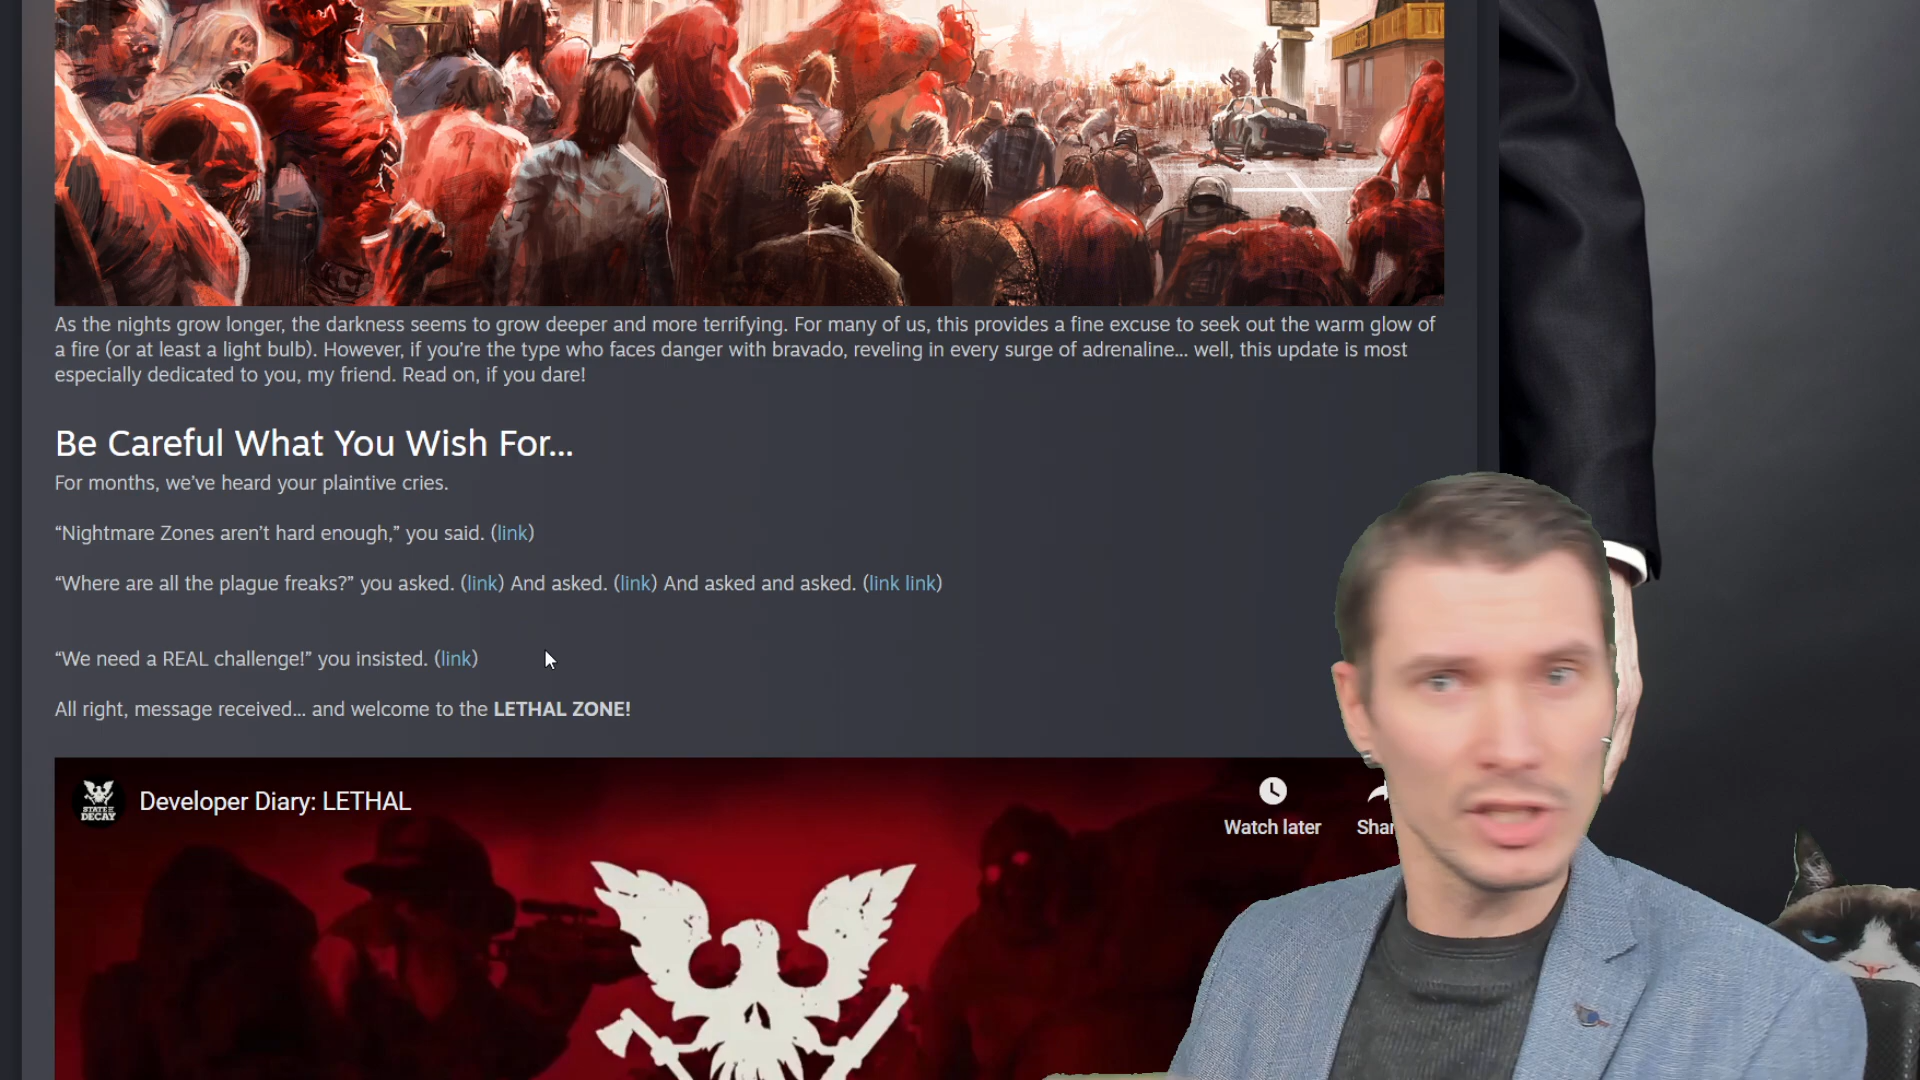 As the nights grow longer, the darkness seems to grow deeper and more terrifying. For many of us, this provides a fine excuse to seek out the warm glow of
a fire (or at least a light bulb). However, if you’re the type who faces danger with bravado, reveling in every surge of adrenaline... well, this update is most
especially dedicated to you, my friend. Read on, if you dare!
Be Careful What You Wish For...
For months, we’ve heard your plaintive cries.
“Nightmare Zones aren’t hard enough,” you said. (link)
“Where are all the plague freaks?” you asked. (link) And asked. (link) And asked and asked. (link link)
“We need a REAL challenge!” you insisted. (link)
All right, message received... and welcome to the LETHAL ZONE!
STATE OF
DECAY
Developer Diary: LETHAL
Watch later
Shar